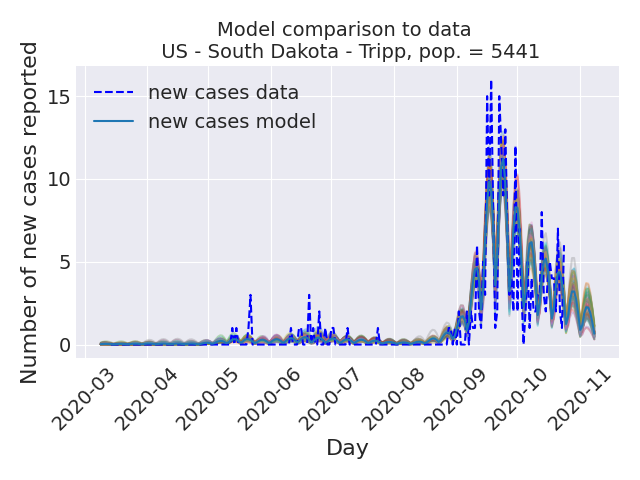 Model comparison to data
US - South Dakota - Tripp, pop. = 5441
Number of new cases reported
15
10
5
0
new cases data
new cases model
2020-03
2020-04
2020-05
2020-06
2020-07
2020-08
2020-09
2020-10
2020-11
Day